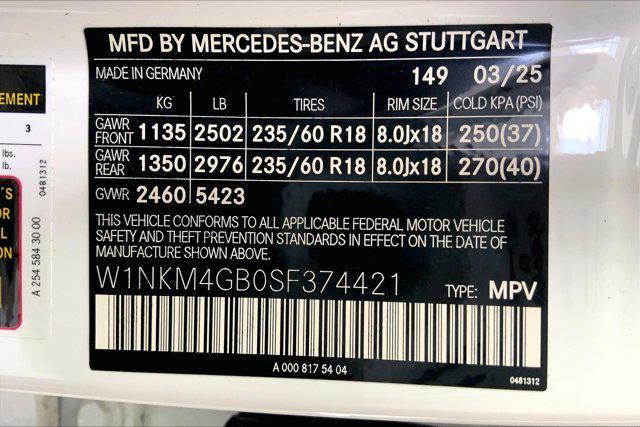 MFD BY MERCEDES-BENZ AG STUTTGART
MADE IN GERMANY 149 03/25
KG LB TIRES RIM SIZE COLD KPA(PSI)
GAWR FRONT 1135 2502 235/60 R18 8.0Jx18 250(37)
GAWR REAR 1350 2976 235/60 R18 8.0Jx18 270(40)
GVWR 2460 5423
THIS VEHICLE CONFORMS TO ALL APPLICABLE FEDERAL MOTOR VEHICLE
SAFETY AND THEFT PREVENTION STANDARDS IN EFFECT ON THE DATE OF
MANUFACTURE SHOWN ABOVE.
W1NKM4GB0SF374421 TYPE: MPV
A 000 817 54 04
0481312
EMENT
3
lbs.
lb.
0481312
'S
OR
L
ON
A 254 584 30 00